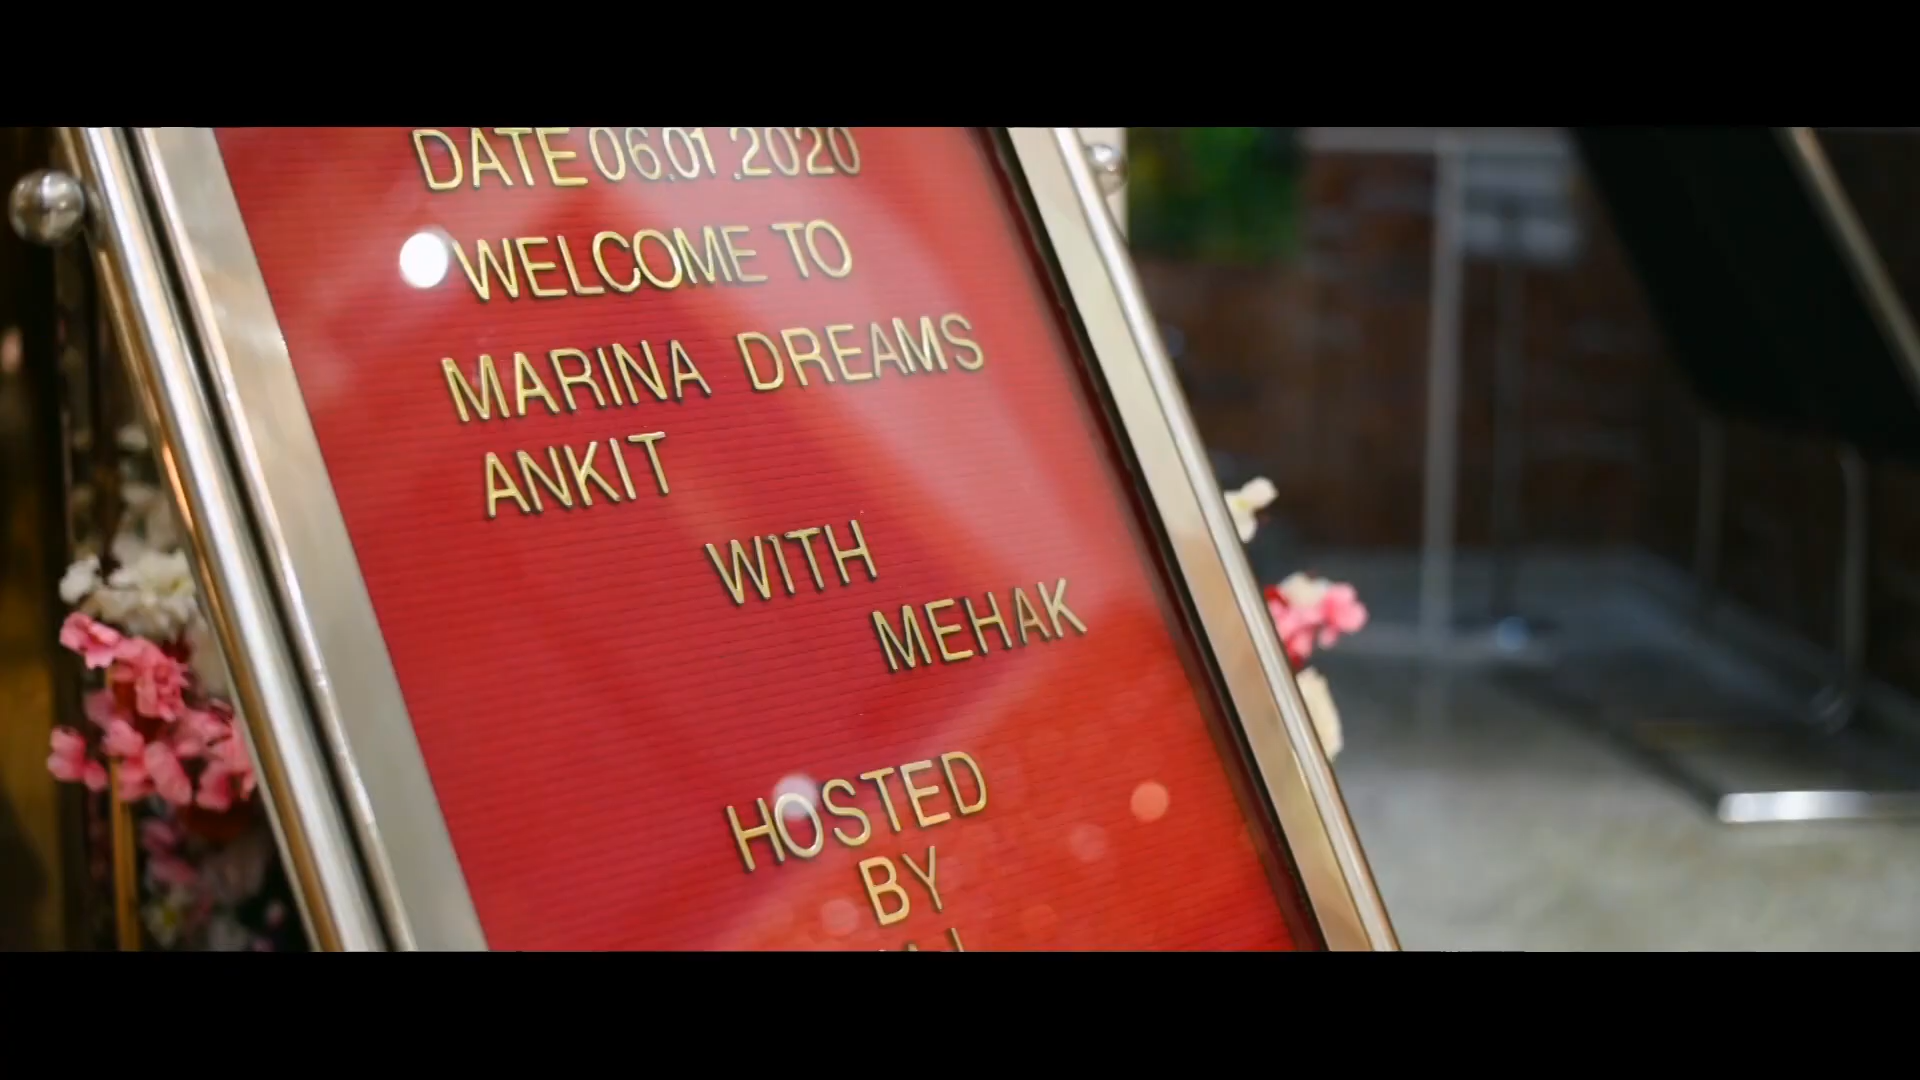 DATE 06.01.2020
WELCOME TO
MARINA DREAMS
ANKIT
WITH
MEHAK
HOSTED
BY